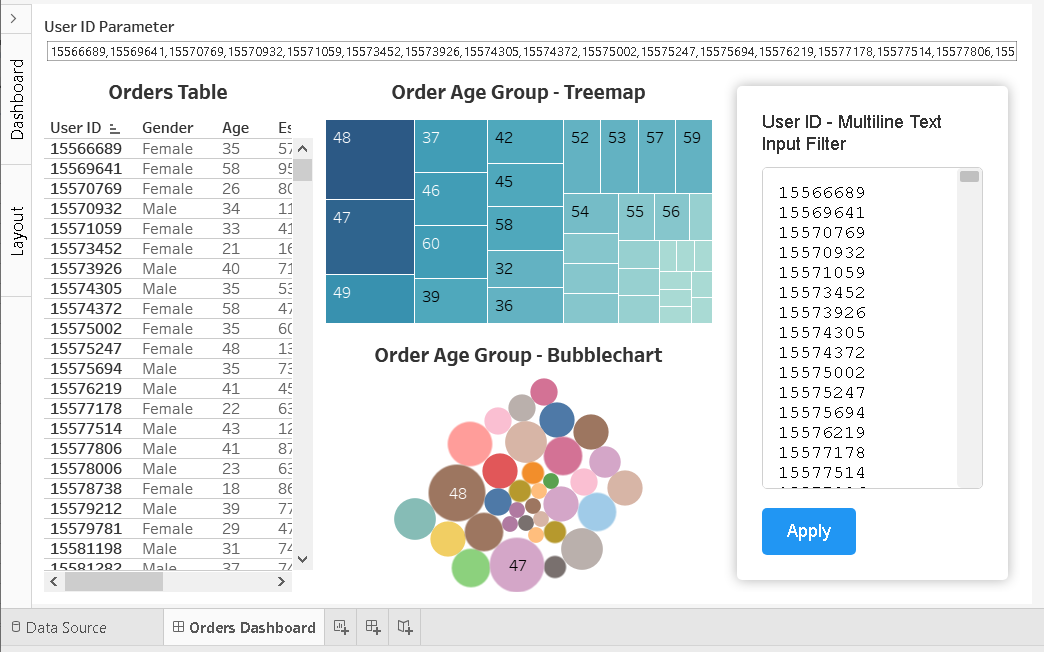 User ID Parameter
15566689,15569641,15570769,15570932,15571059,15573452,15573926,15574305,15574372,15575002,15575247,15575694,15576219,15577178,15577514,15577806,155
Dashboard
Layout
Orders Table
User ID Gender Age Es
15566689 Female 35 57
15569641 Female 58 95
15570769 Female 26 80
15570932 Male 34 11
15571059 Female 33 41
15573452 Female 21 16
15573926 Male 40 71
15574305 Male 35 53
15574372 Female 58 47
15575002 Female 35 60
15575247 Female 48 13
15575694 Male 35 73
15576219 Male 41 45
15577178 Female 22 63
15577514 Male 43 12
15577806 Male 41 87
15578006 Male 23 63
15578738 Female 18 86
15579212 Male 39 77
15579781 Female 29 47
15581198 Male 31 74
15581282 Male 37 74
Order Age Group - Treemap
48 37 42 52 53 57 59
46 45
47 58 54 55 56
60 32
49 39 36
Order Age Group - Bubblechart
48
47
User ID - Multiline Text
Input Filter
15566689
15569641
15570769
15570932
15571059
15573452
15573926
15574305
15574372
15575002
15575247
15575694
15576219
15577178
15577514
Apply
Data Source
Orders Dashboard